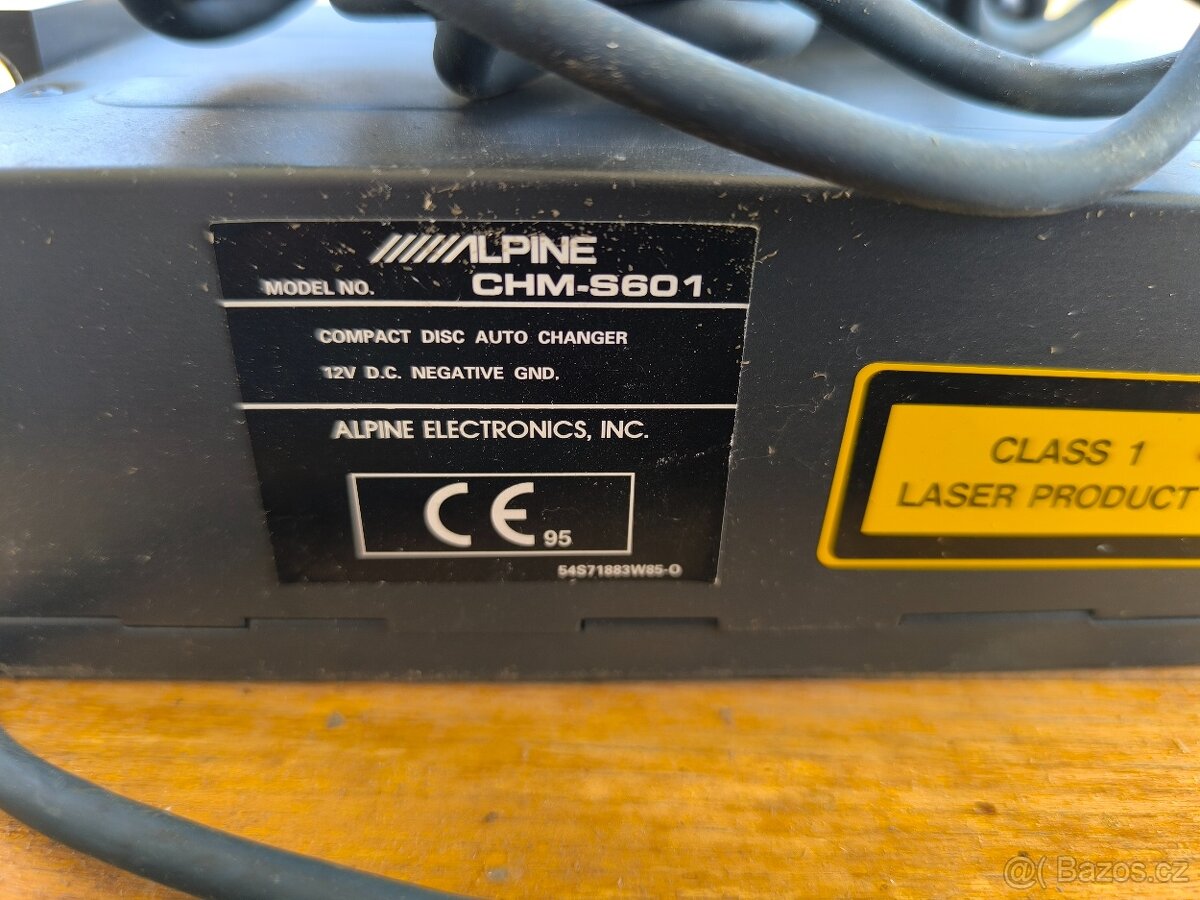 ALPINE
MODEL NO. CHM-S601
COMPACT DISC AUTO CHANGER
12V D.C. NEGATIVE GND.
ALPINE ELECTRONICS, INC.
CE 95
54S71883W85-O
CLASS 1
LASER PRODUCT
@( Bazos.cz